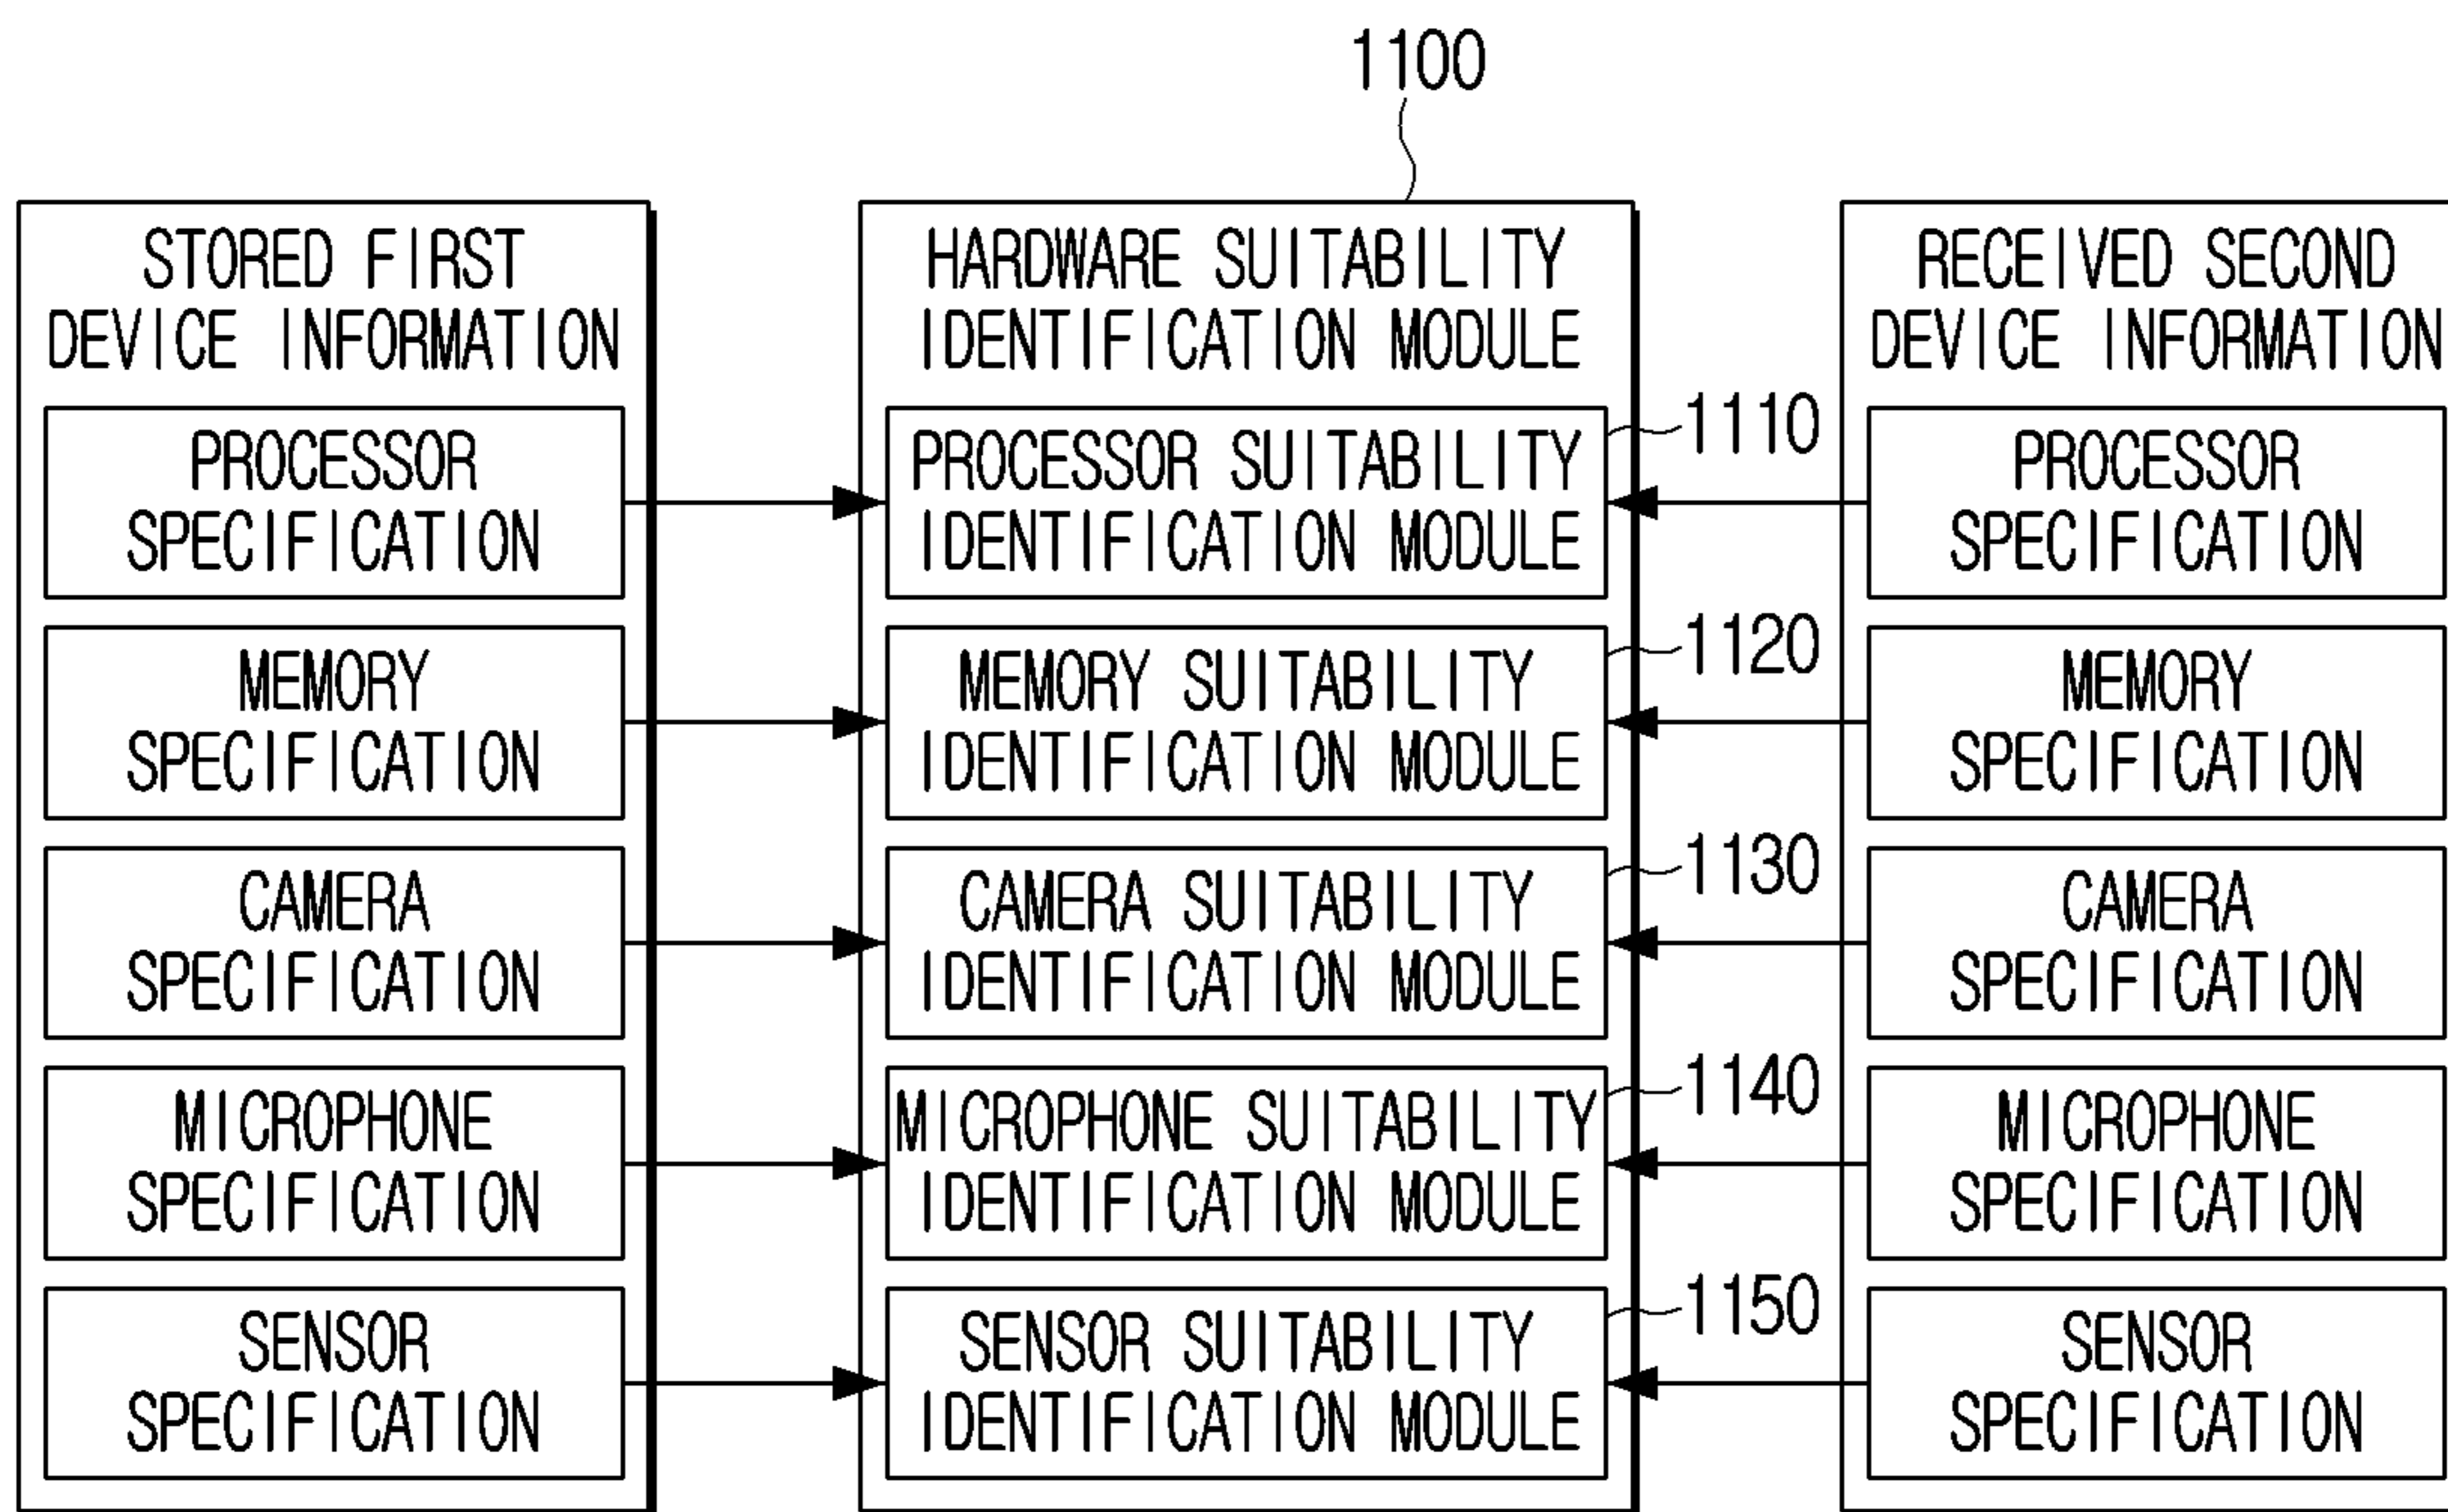 1100
STORED FIRST
DEVICE INFORMATION
PROCESSOR
SPECIFICATION
MEMORY
SPECIFICATION
CAMERA
SPECIFICATION
MICROPHONE
SPECIFICATION
SENSOR
SPECIFICATION
HARDWARE SUITABILITY
IDENTIFICATION MODULE
PROCESSOR SUITABILITY
IDENTIFICATION MODULE
1110
MEMORY SUITABILITY
IDENTIFICATION MODULE
1120
CAMERA SUITABILITY
IDENTIFICATION MODULE
1130
MICROPHONE SUITABILITY
IDENTIFICATION MODULE
1140
SENSOR SUITABILITY
IDENTIFICATION MODULE
1150
RECEIVED SECOND
DEVICE INFORMATION
PROCESSOR
SPECIFICATION
MEMORY
SPECIFICATION
CAMERA
SPECIFICATION
MICROPHONE
SPECIFICATION
SENSOR
SPECIFICATION